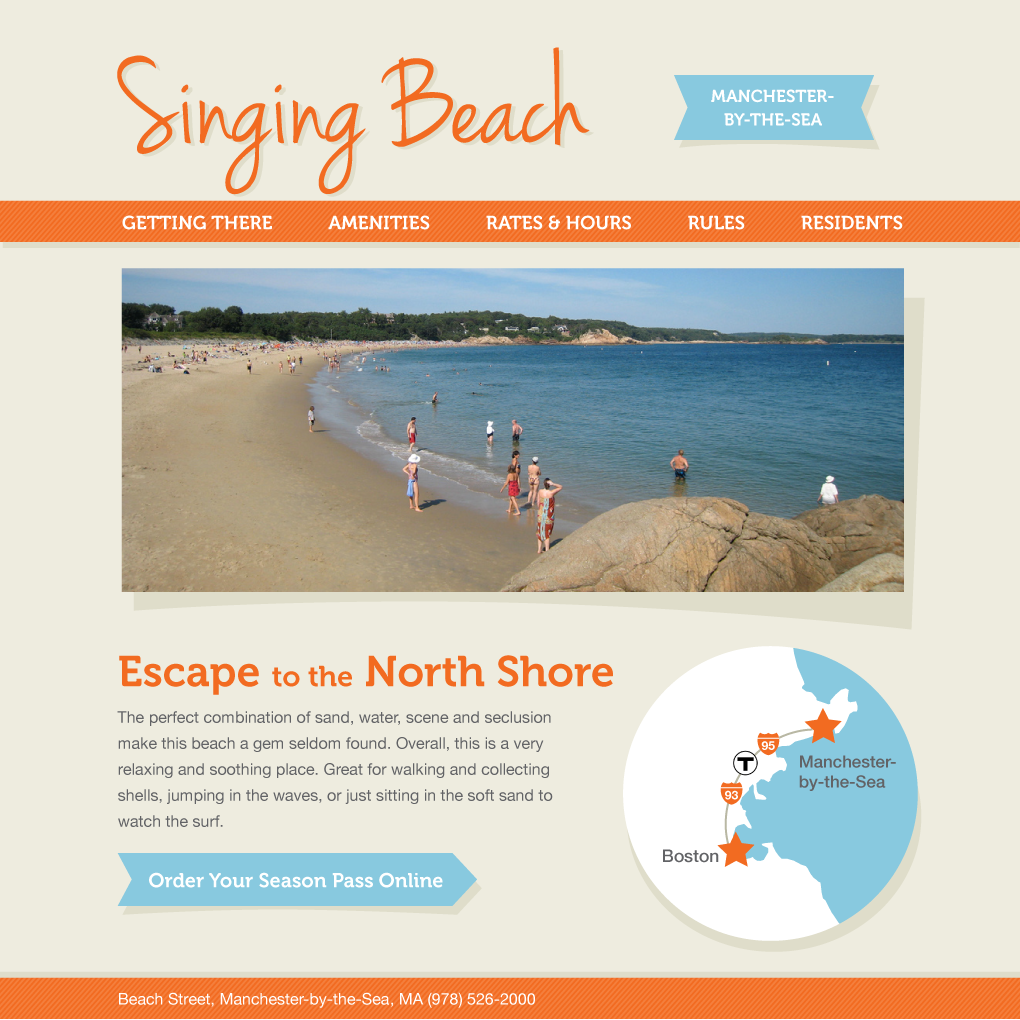 Singing Beach
MANCHESTER-
BY-THE-SEA
GETTING THERE AMENITIES RATES & HOURS RULES RESIDENTS
Escape to the North Shore
The perfect combination of sand, water, scene and seclusion
make this beach a gem seldom found. Overall, this is a very
relaxing and soothing place. Great for walking and collecting
shells, jumping in the waves, or just sitting in the soft sand to
watch the surf.
Order Your Season Pass Online
95
T
93
Manchester-
by-the-Sea
Boston
Beach Street, Manchester-by-the-Sea, MA (978) 526-2000